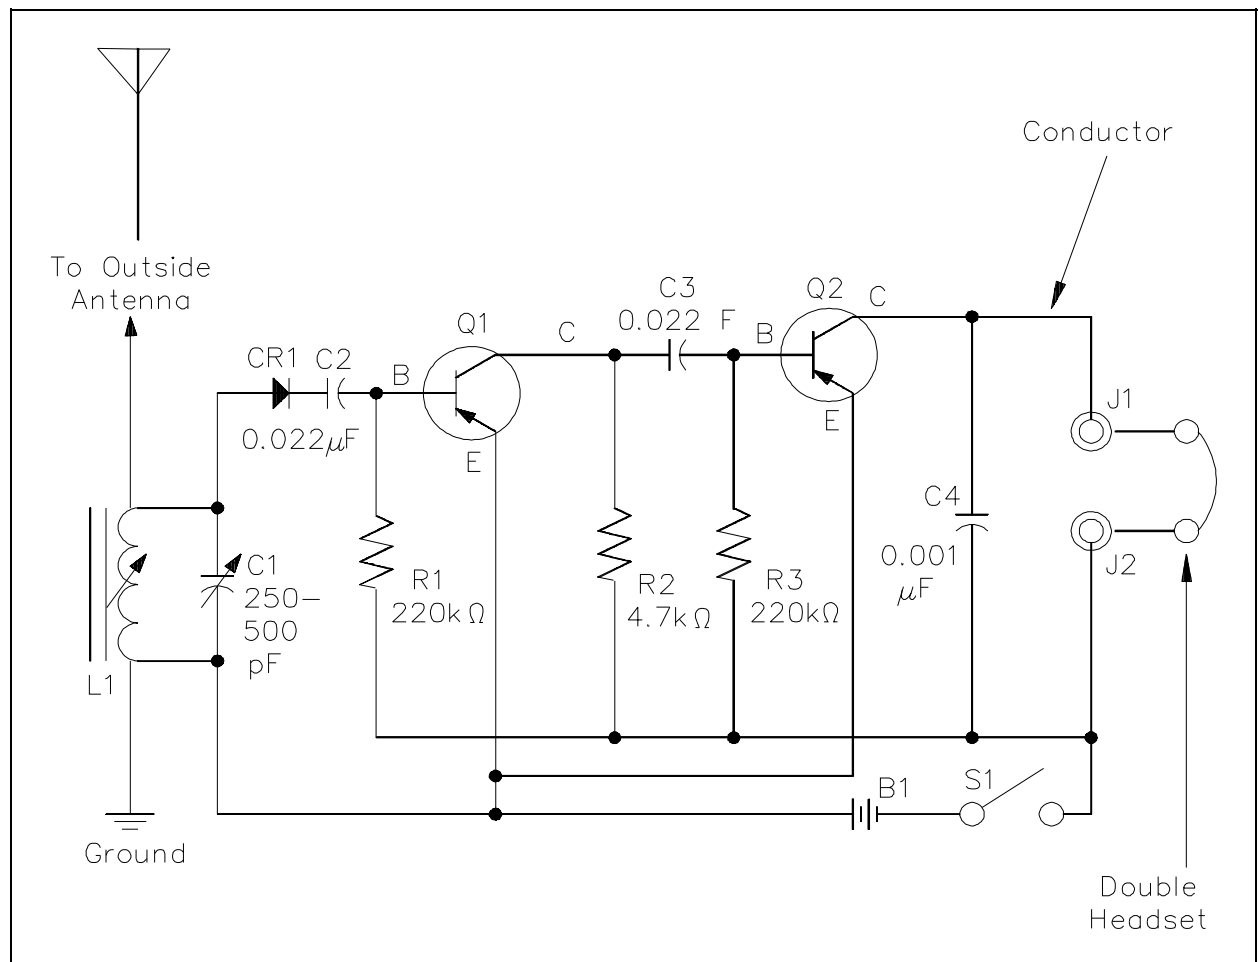 Conductor
To Outside
Antenna
C3
0.022
F
Q2
C
Q1
C
B
CR1
C2
B
0.022μF
E
E
J1
C4
0.001
μF
J2
C1
250–
500
pF
R1
220kΩ
R2
4.7kΩ
R3
220kΩ
L1
B1
S1
Ground
Double
Headset